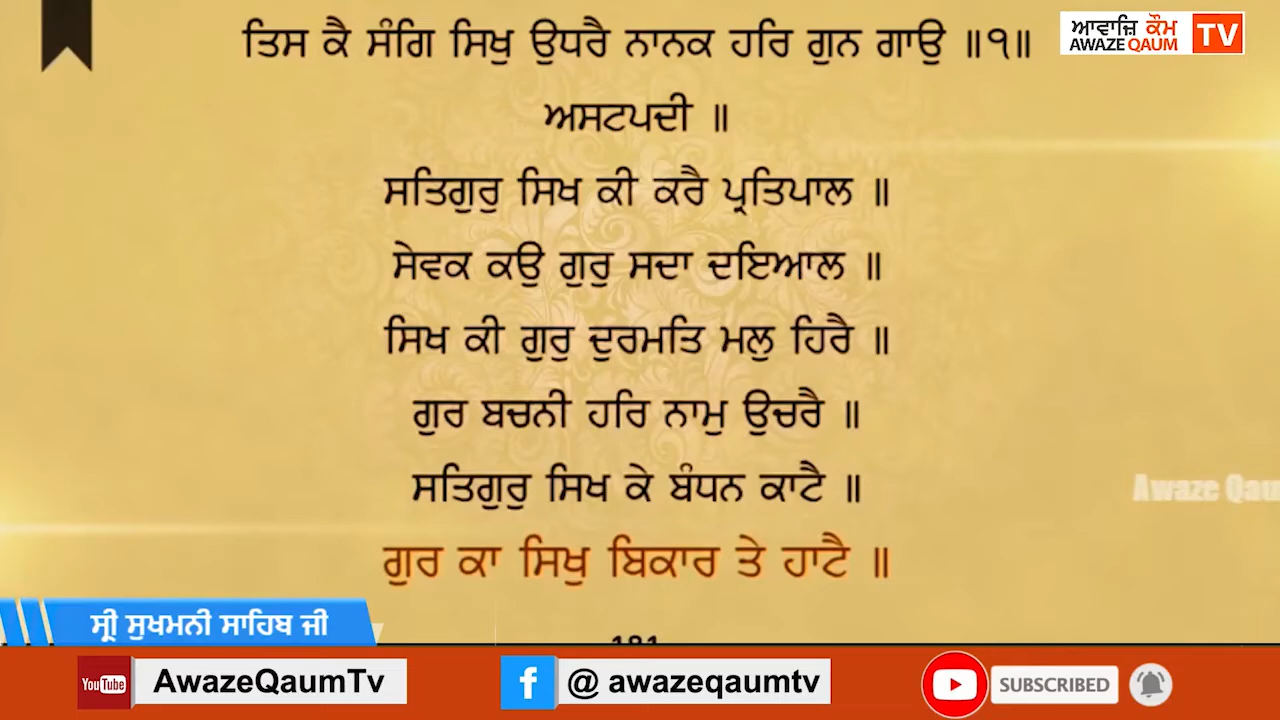 ਤਿਸ ਕੈ ਸੰਗਿ ਸਿਖੁ ਉਧਰੈ ਨਾਨਕ ਹਰਿ ਗੁਨ ਗਾਉ ॥੧॥
ਆਵਾਜ਼ਿ ਕੌਮ
AWAZE QAUM TV
ਅਸਟਪਦੀ ॥
ਸਤਿਗੁਰੁ ਸਿਖ ਕੀ ਕਰੈ ਪ੍ਰਤਿਪਾਲ ॥
ਸੇਵਕ ਕਉ ਗੁਰੁ ਸਦਾ ਦਇਆਲ ॥
ਸਿਖ ਕੀ ਗੁਰੁ ਦੁਰਮਤਿ ਮਲੁ ਹਿਰੈ ॥
ਗੁਰ ਬਚਨੀ ਹਰਿ ਨਾਮੁ ਉਚਰੈ ॥
ਸਤਿਗੁਰੁ ਸਿਖ ਕੇ ਬੰਧਨ ਕਾਟੈ ॥
Awaze Qau
ਗੁਰ ਕਾ ਸਿਖੁ ਬਿਕਾਰ ਤੇ ਹਾਟੈ ॥
ਸ੍ਰੀ ਸੁਖਮਨੀ ਸਾਹਿਬ ਜੀ
YouTube AwazeQaumTv
f @ awazeqaumtv
SUBSCRIBED